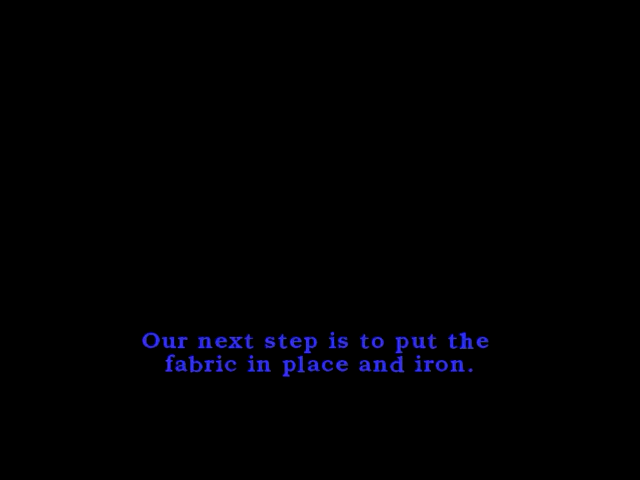 Our next step is to put the
fabric in place and iron.